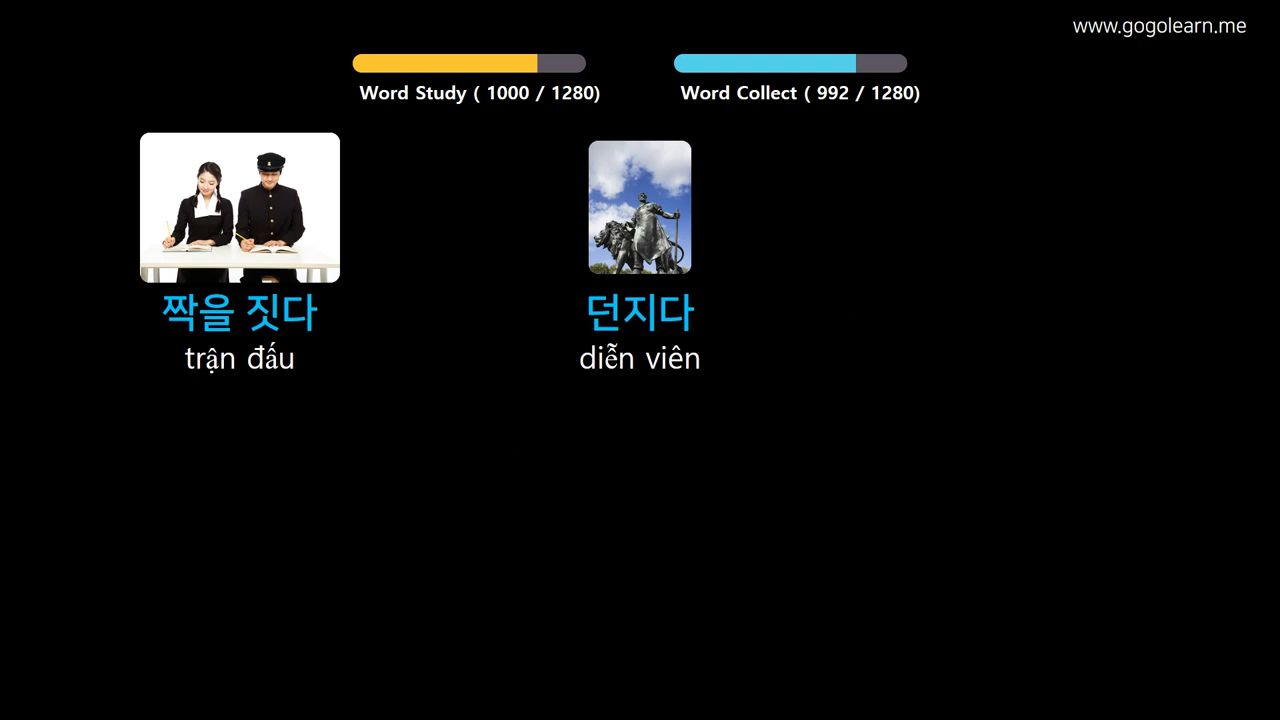 www.gogolearn.me
Word Study ( 1000 / 1280)
Word Collect ( 992 / 1280)
짝을 짓다
trận đấu
던지다
diễn viên